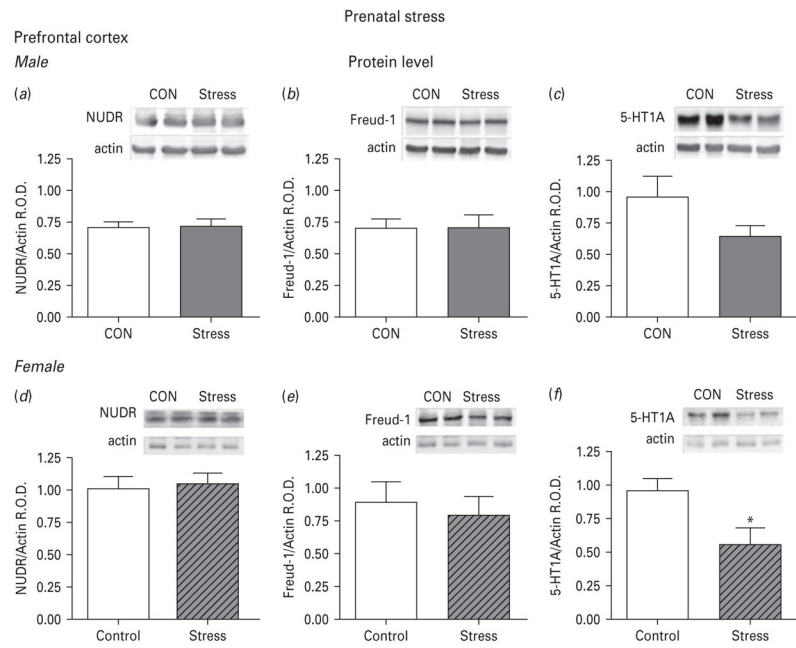 Prenatal stress
Prefrontal cortex
Male
Protein level
(a)
CON Stress
NUDR
actin
NUDR/Actin R.O.D.
1.25
1.00
0.75
0.50
0.25
0.00
CON Stress
(b)
CON Stress
Freud-1
actin
Freud-1/Actin R.O.D.
1.25
1.00
0.75
0.50
0.25
0.00
CON Stress
(c)
CON Stress
5-HT1A
actin
5-HT1A/Actin R.O.D.
1.25
1.00
0.75
0.50
0.25
0.00
CON Stress
Female
(d)
CON Stress
NUDR
actin
NUDR/Actin R.O.D.
1.25
1.00
0.75
0.50
0.25
0.00
Control Stress
(e)
CON Stress
Freud-1
actin
Freud-1/Actin R.O.D.
1.25
1.00
0.75
0.50
0.25
0.00
Control Stress
(f)
CON Stress
5-HT1A
actin
5-HT1A/Actin R.O.D.
1.25
1.00
0.75
0.50
0.25
0.00
*
Control Stress